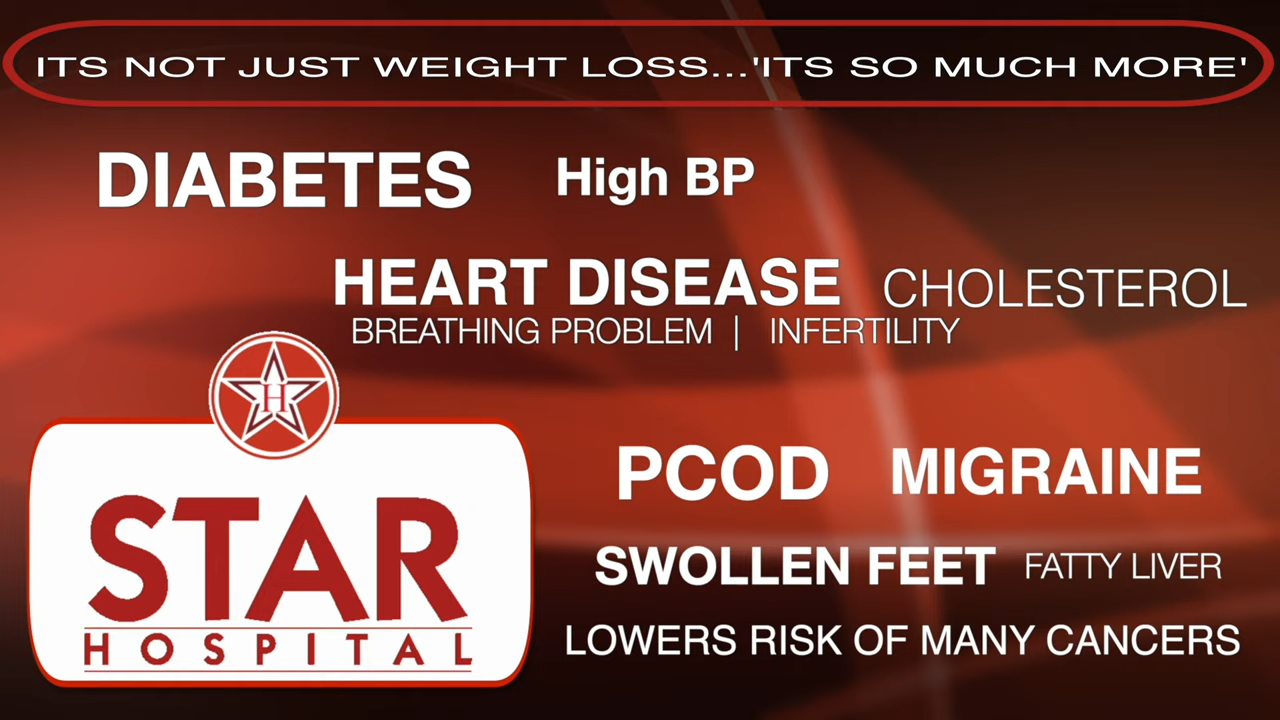 ITS NOT JUST WEIGHT LOSS...'ITS SO MUCH MORE'
DIABETES High BP
HEART DISEASE CHOLESTEROL
BREATHING PROBLEM | INFERTILITY
H
STAR
HOSPITAL
PCOD MIGRAINE
SWOLLEN FEET FATTY LIVER
LOWERS RISK OF MANY CANCERS